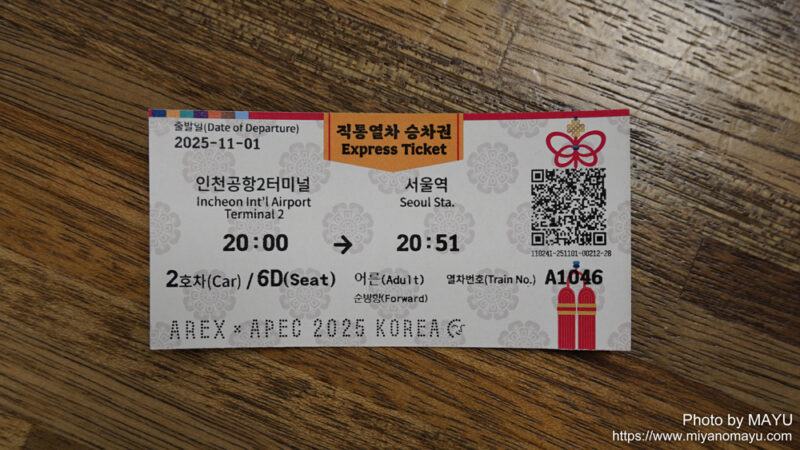 출발일(Date of Departure)
2025-11-01
직통열차 승차권
Express Ticket
인천공항2터미널
Incheon Int'l Airport
Terminal 2
서울역
Seoul Sta.
20:00 → 20:51
110241-251101-00212-28
2호차(Car) / 6D(Seat) 어른(Adult) 열차번호(Train No.) A1046
순방향(Forward)
AREX × APEC 2025 KOREA
Photo by MAYU
https://www.miyanomayu.com